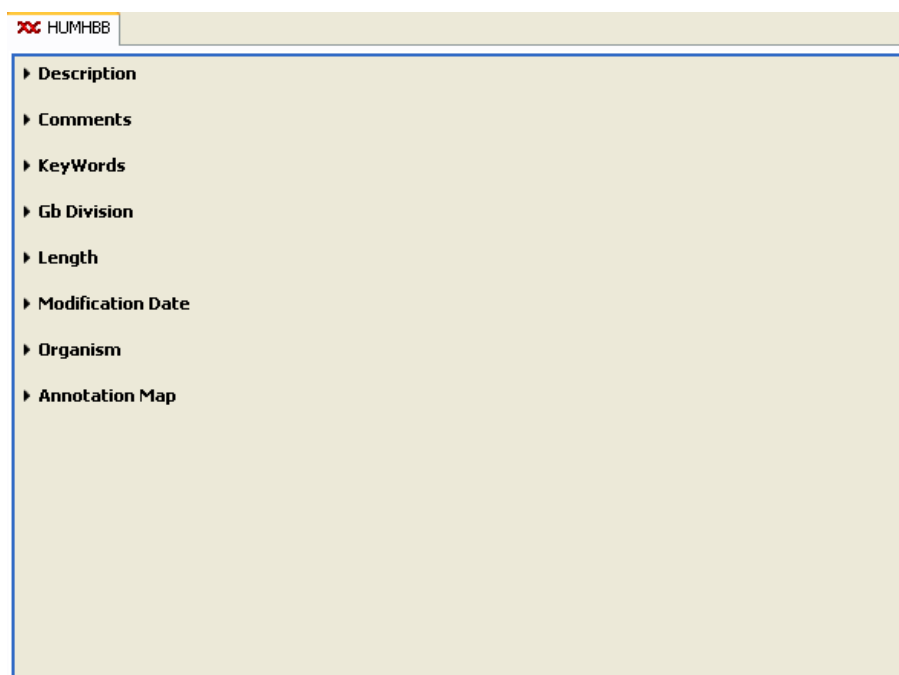 HUMHBB
Description
Comments
KeyWords
Gb Division
Length
Modification Date
Organism
Annotation Map